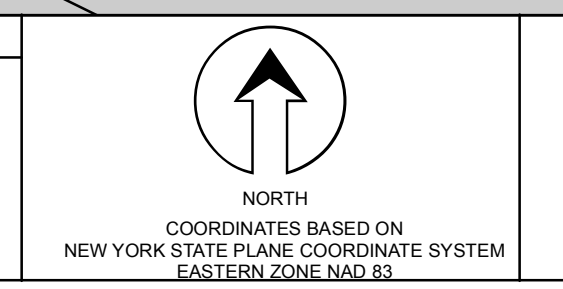 NORTH
COORDINATES BASED ON
NEW YORK STATE PLANE COORDINATE SYSTEM
EASTERN ZONE NAD 83